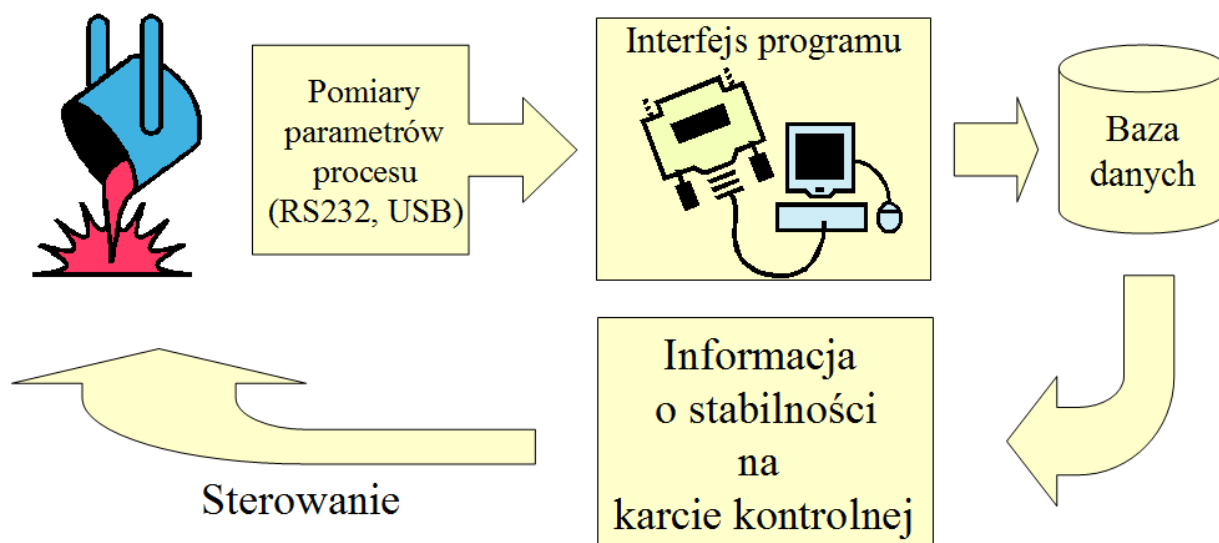 Pomiary
parametrów
procesu
(RS232, USB)
Interfejs programu
Baza
danych
Informacja
o stabilności
na
karcie kontrolnej
Sterowanie